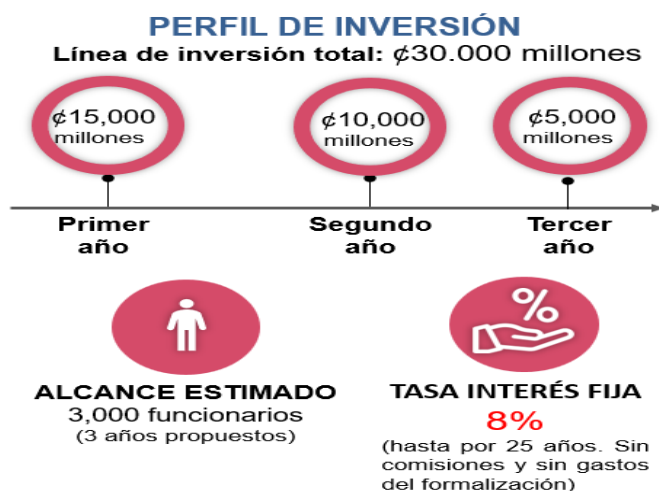 PERFIL DE INVERSIÓN
Línea de inversión total: ₡30.000 millones
₡15,000
millones
₡10,000
millones
₡5,000
millones
Primer
año
Segundo
año
Tercer
año
%
ALCANCE ESTIMADO
3,000 funcionarios
(3 años propuestos)
TASA INTERÉS FIJA
8%
(hasta por 25 años. Sin
comisiones y sin gastos
del formalización)